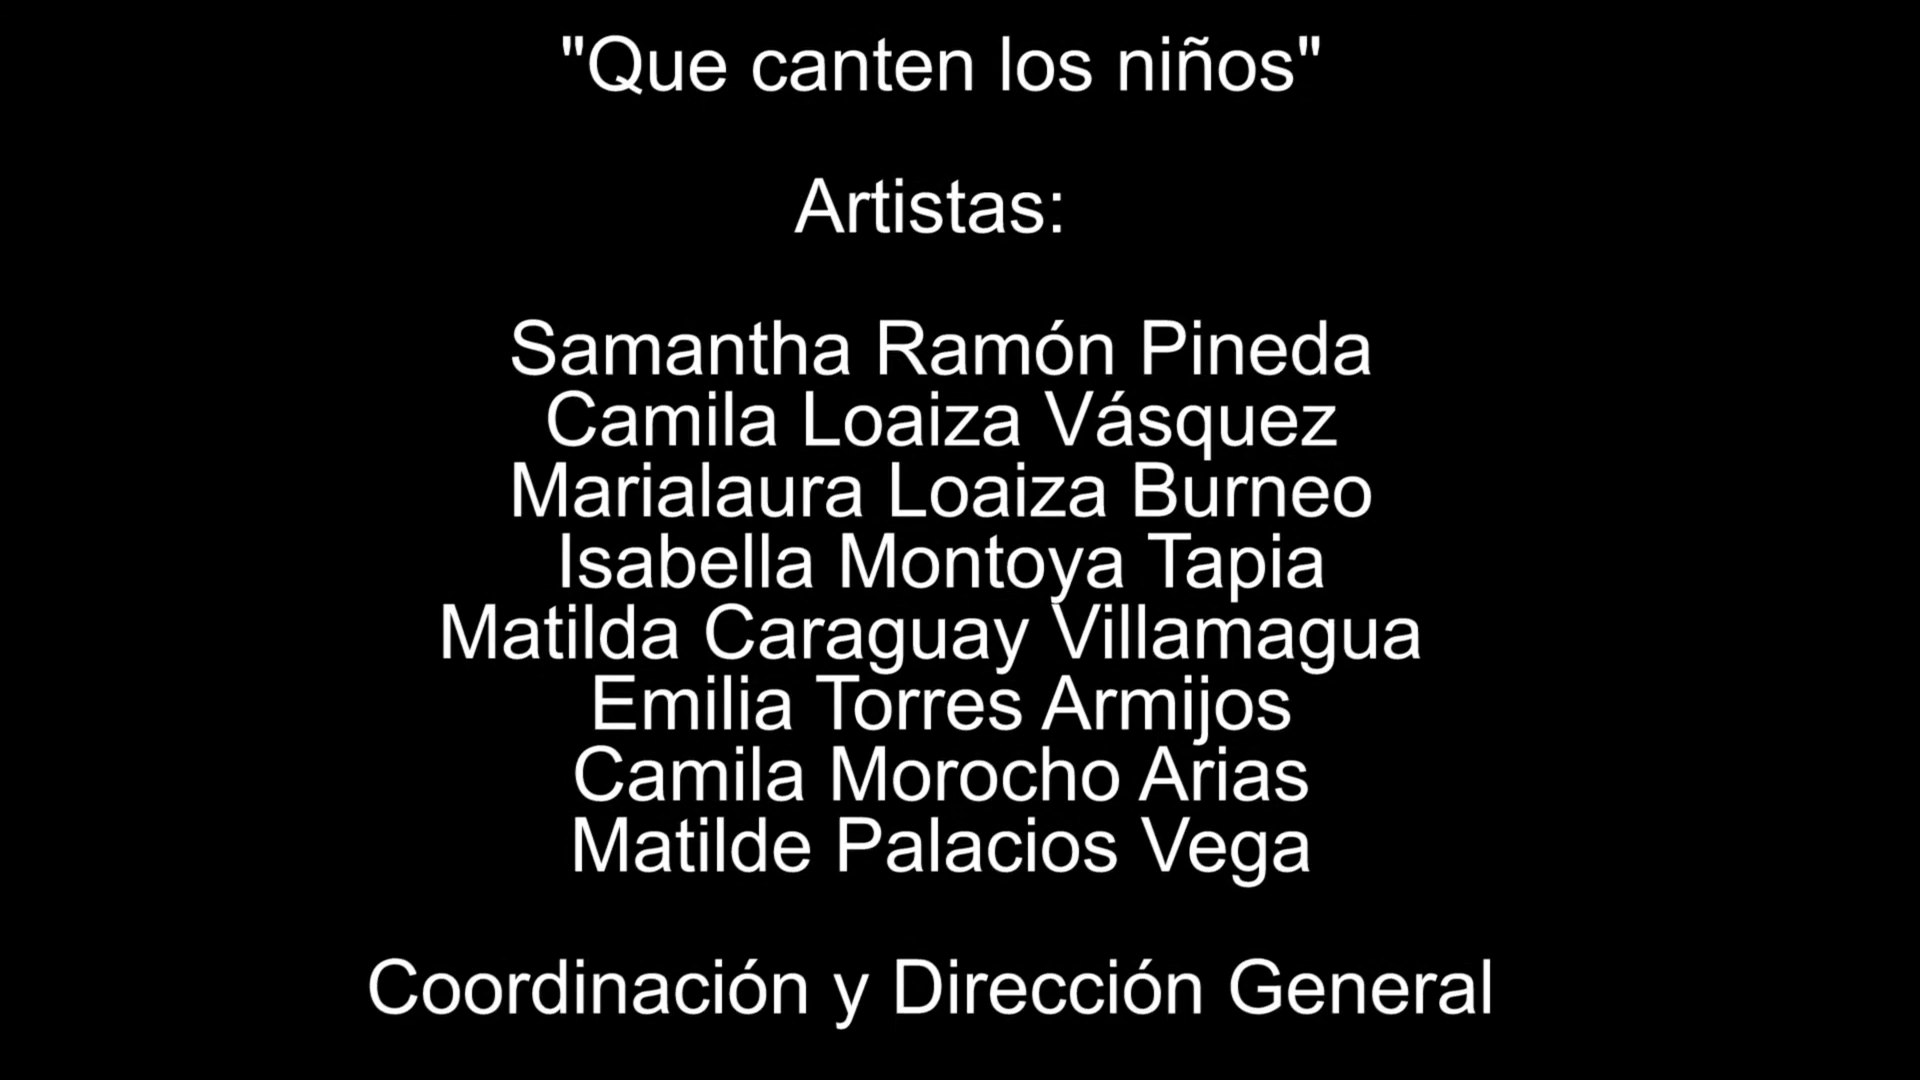 "Que canten los niños"
Artistas:
Samantha Ramón Pineda
Camila Loaiza Vásquez
Marialaura Loaiza Burneo
Isabella Montoya Tapia
Matilda Caraguay Villamagua
Emilia Torres Armijos
Camila Morocho Arias
Matilde Palacios Vega
Coordinación y Dirección General